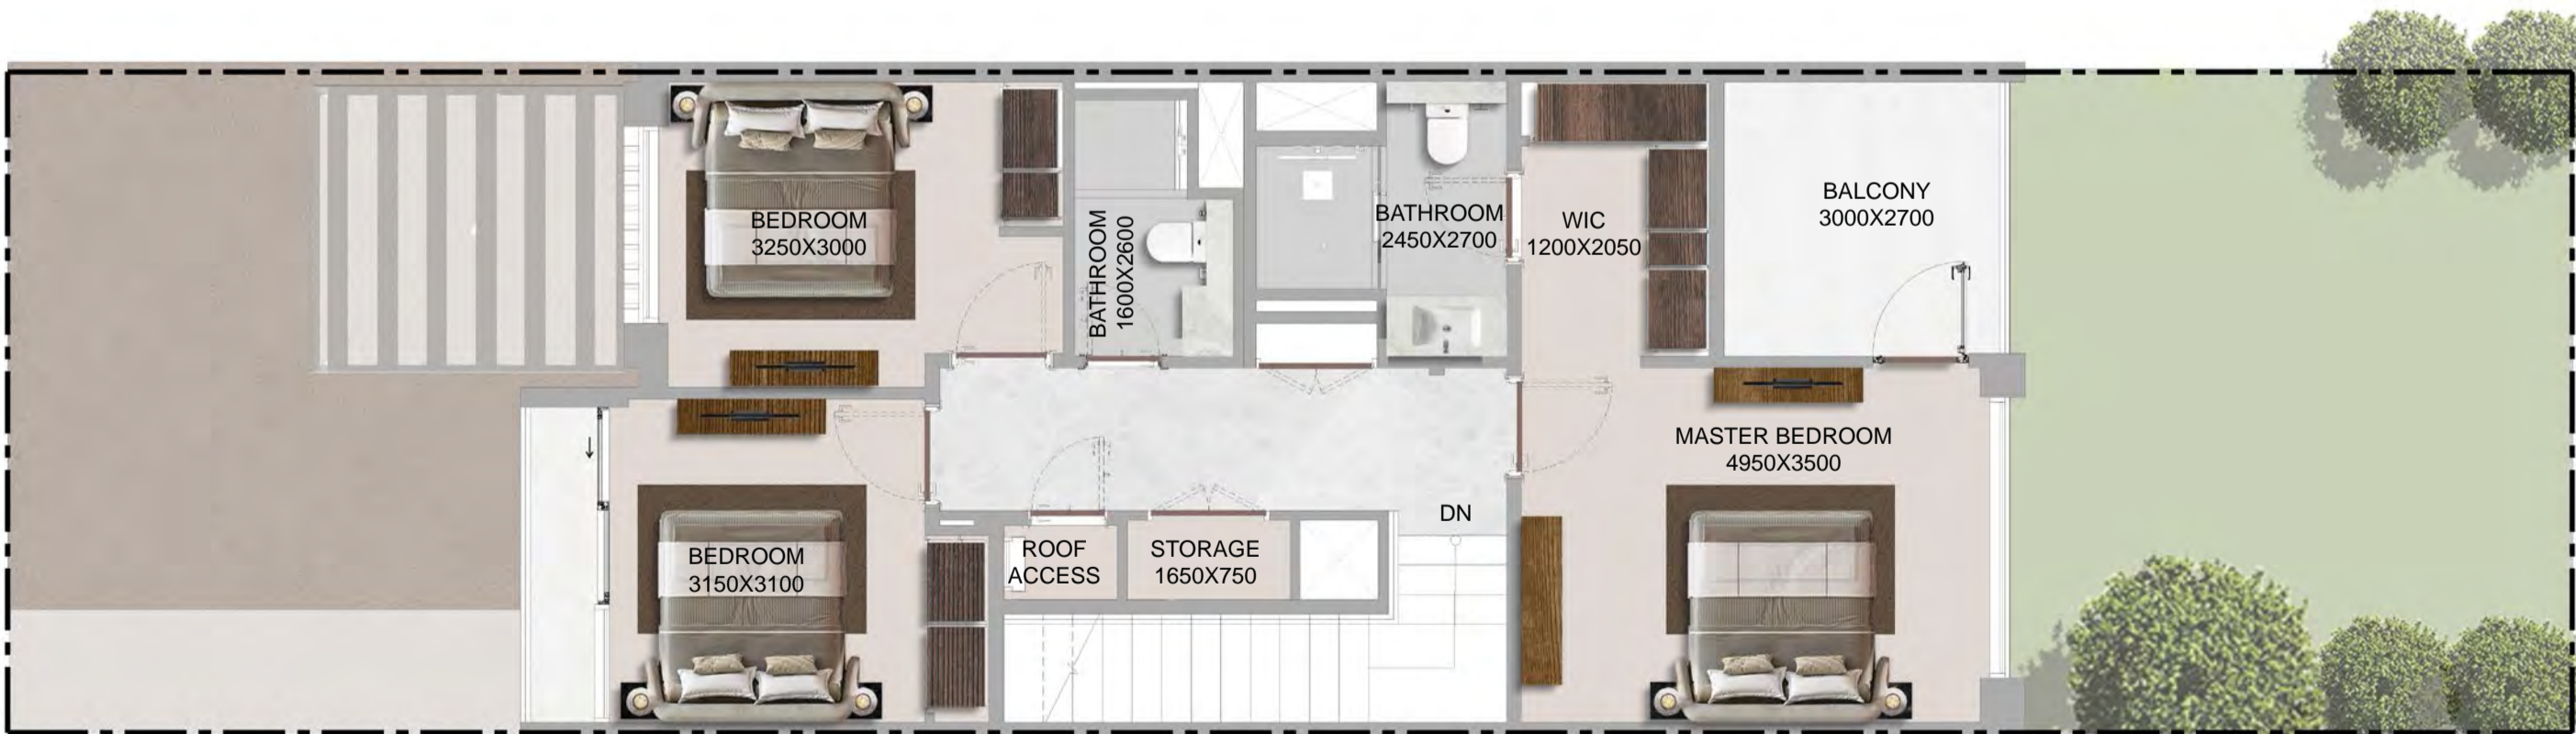 BEDROOM
3250X3000
BATHROOM
1600X2600
BATHROOM
2450X2700
WIC
1200X2050
BALCONY
3000X2700
MASTER BEDROOM
4950X3500
DN
BEDROOM
3150X3100
ROOF
ACCESS
STORAGE
1650X750